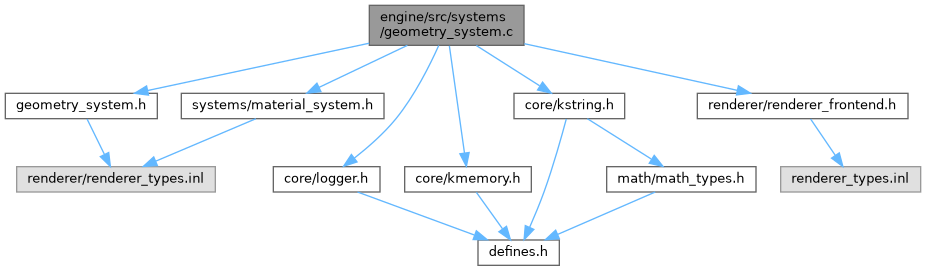 engine/src/systems
/geometry_system.c
geometry_system.h
systems/material_system.h
core/kstring.h
renderer/renderer_frontend.h
renderer/renderer_types.inl
core/logger.h
core/kmemory.h
math/math_types.h
renderer_types.inl
defines.h